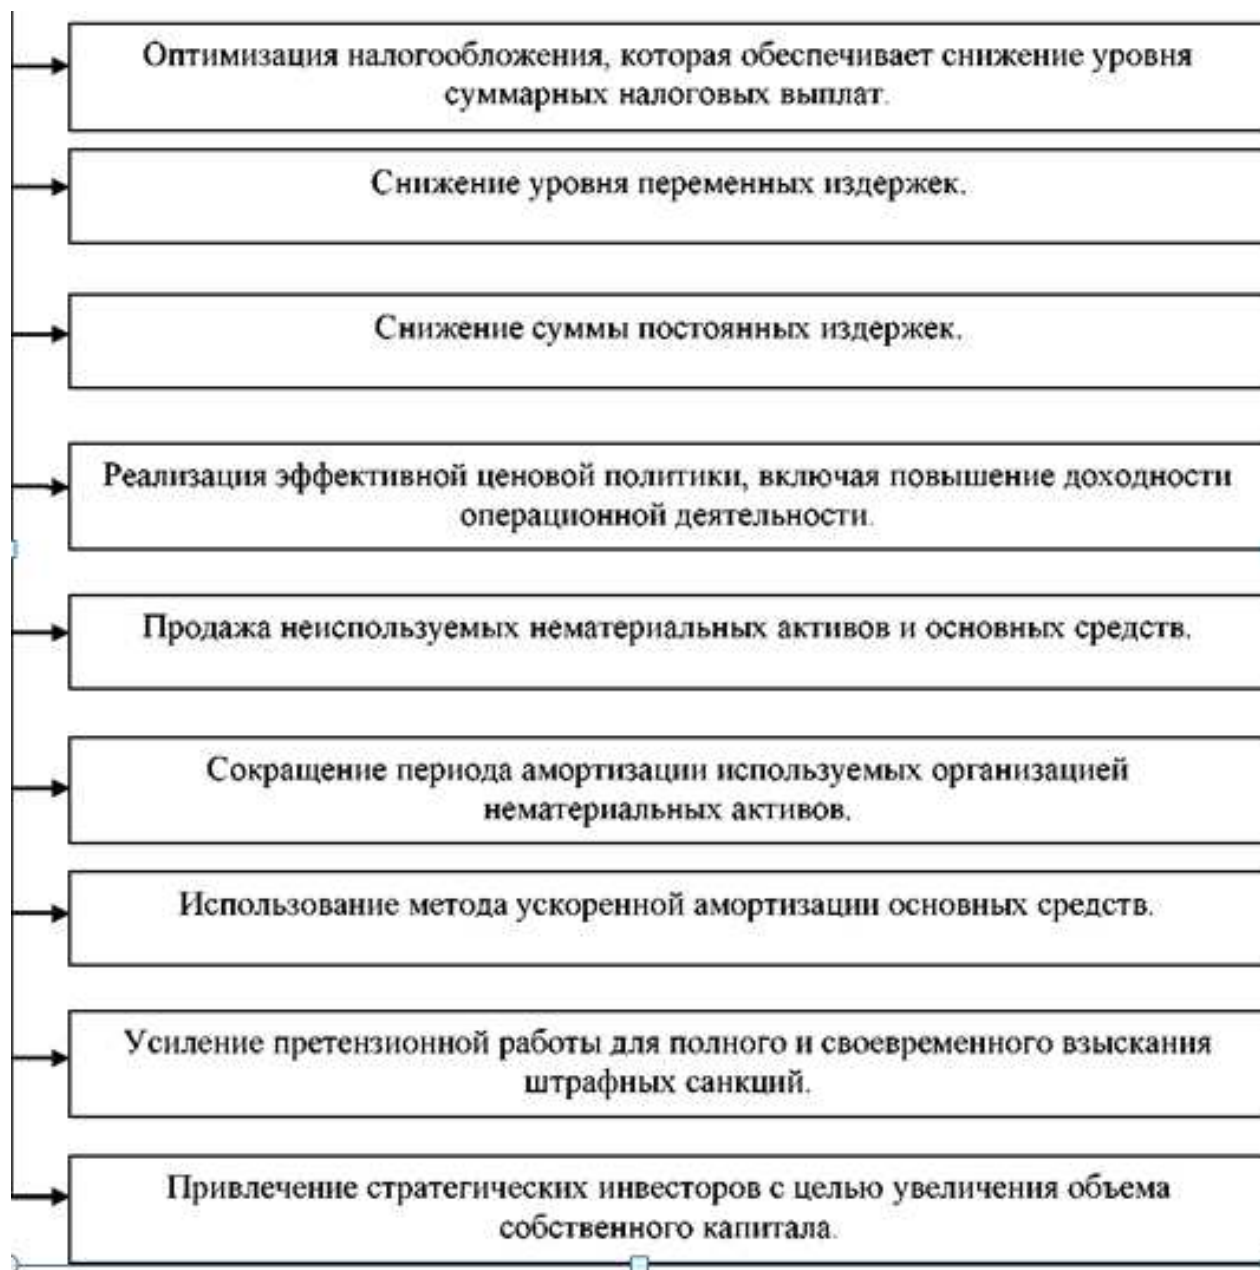 Оптимизация налогообложения, которая обеспечивает снижение уровня
суммарных налоговых выплат.
Снижение уровня переменных издержек.
Снижение суммы постоянных издержек.
Реализация эффективной ценовой политики, включая повышение доходности
операционной деятельности.
Продажа неиспользуемых нематериальных активов и основных средств.
Сокращение периода амортизации используемых организацией
нематериальных активов.
Использование метода ускоренной амортизации основных средств.
Усиление претензионной работы для полного и своевременного взыскания
штрафных санкций.
Привлечение стратегических инвесторов с целью увеличения объема
собственного капитала.